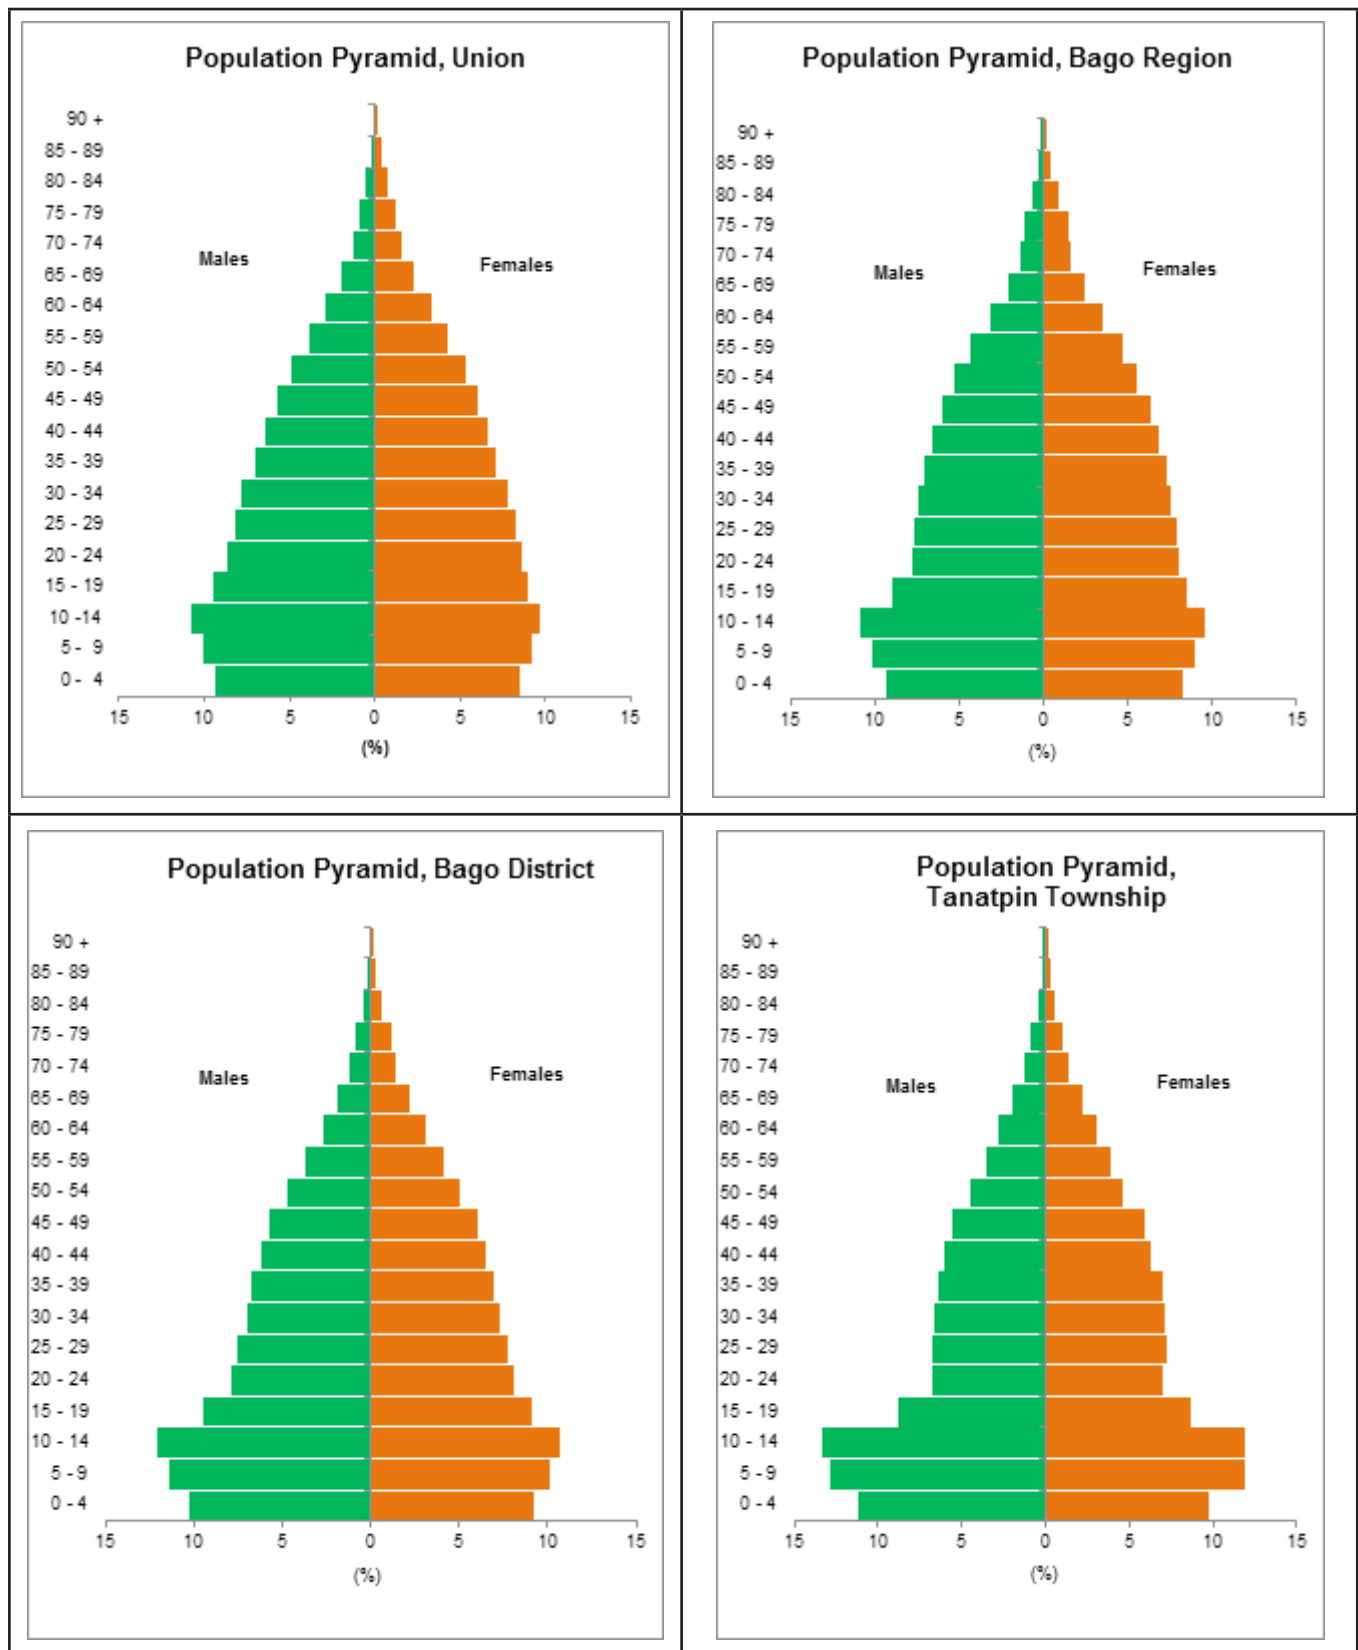 Population Pyramid, Union
90 +
85 - 89
80 - 84
75 - 79
70 - 74
65 - 69
60 - 64
55 - 59
50 - 54
45 - 49
40 - 44
35 - 39
30 - 34
25 - 29
20 - 24
15 - 19
10 -14
5 - 9
0 - 4
Males
Females
15 10 5 0 5 10 15
(%)
Population Pyramid, Bago Region
90 +
85 - 89
80 - 84
75 - 79
70 - 74
65 - 69
60 - 64
55 - 59
50 - 54
45 - 49
40 - 44
35 - 39
30 - 34
25 - 29
20 - 24
15 - 19
10 - 14
5 - 9
0 - 4
Males
Females
15 10 5 0 5 10 15
(%)
Population Pyramid, Bago District
90 +
85 - 89
80 - 84
75 - 79
70 - 74
65 - 69
60 - 64
55 - 59
50 - 54
45 - 49
40 - 44
35 - 39
30 - 34
25 - 29
20 - 24
15 - 19
10 - 14
5 - 9
0 - 4
Males
Females
15 10 5 0 5 10 15
(%)
Population Pyramid,
Tanatpin Township
90 +
85 - 89
80 - 84
75 - 79
70 - 74
65 - 69
60 - 64
55 - 59
50 - 54
45 - 49
40 - 44
35 - 39
30 - 34
25 - 29
20 - 24
15 - 19
10 - 14
5 - 9
0 - 4
Males
Females
15 10 5 0 5 10 15
(%)